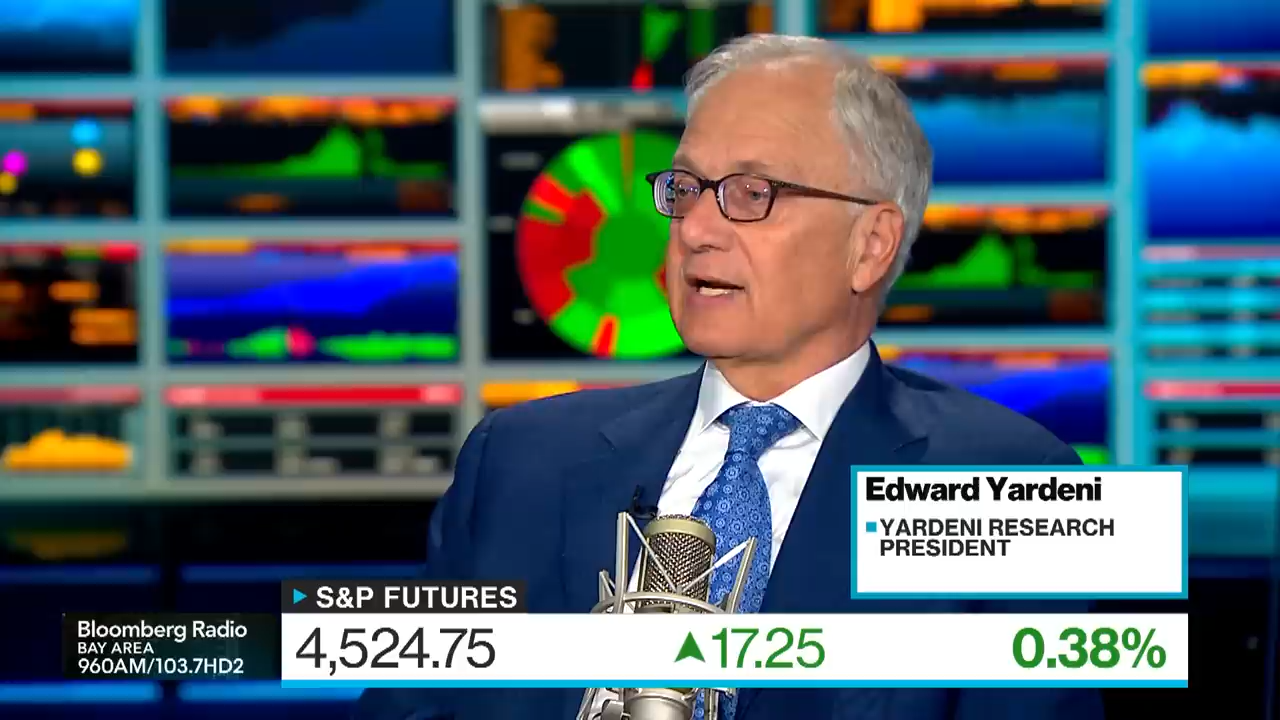 Edward Yardeni
YARDENI RESEARCH
PRESIDENT
S&P FUTURES
4,524.75 ▲17.25 0.38%
Bloomberg Radio
BAY AREA
960AM/103.7HD2